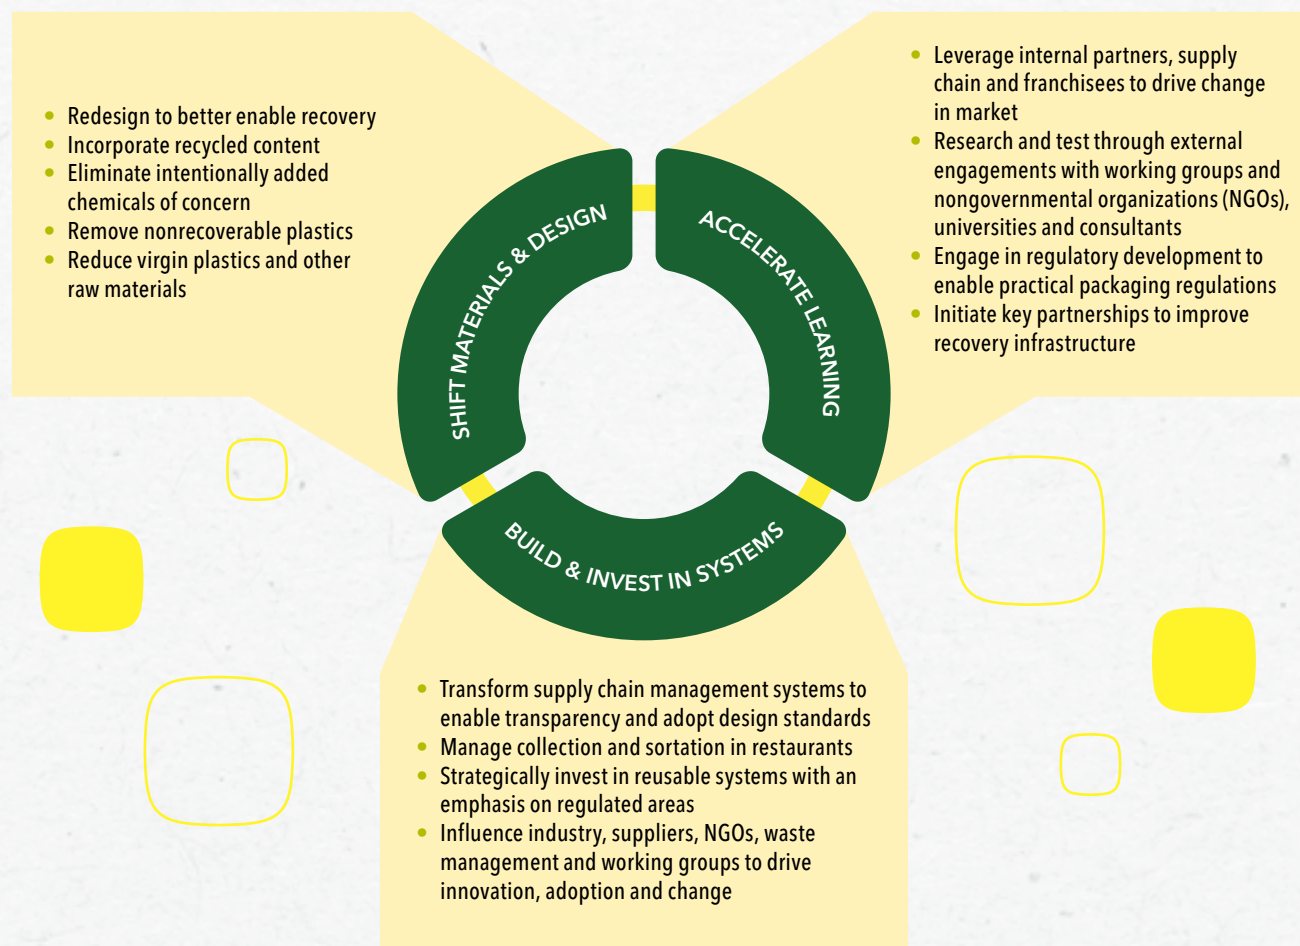 • Redesign to better enable recovery
• Incorporate recycled content
• Eliminate intentionally added
chemicals of concern
• Remove nonrecoverable plastics
• Reduce virgin plastics and other
raw materials
SHIFT MATERIALS & DESIGN
ACCELERATE LEARNING
• Leverage internal partners, supply
chain and franchisees to drive change
in market
• Research and test through external
engagements with working groups and
nongovernmental organizations (NGOs),
universities and consultants
• Engage in regulatory development to
enable practical packaging regulations
• Initiate key partnerships to improve
recovery infrastructure
BUILD & INVEST IN SYSTEMS
• Transform supply chain management systems to
enable transparency and adopt design standards
• Manage collection and sortation in restaurants
• Strategically invest in reusable systems with an
emphasis on regulated areas
• Influence industry, suppliers, NGOs, waste
management and working groups to drive
innovation, adoption and change